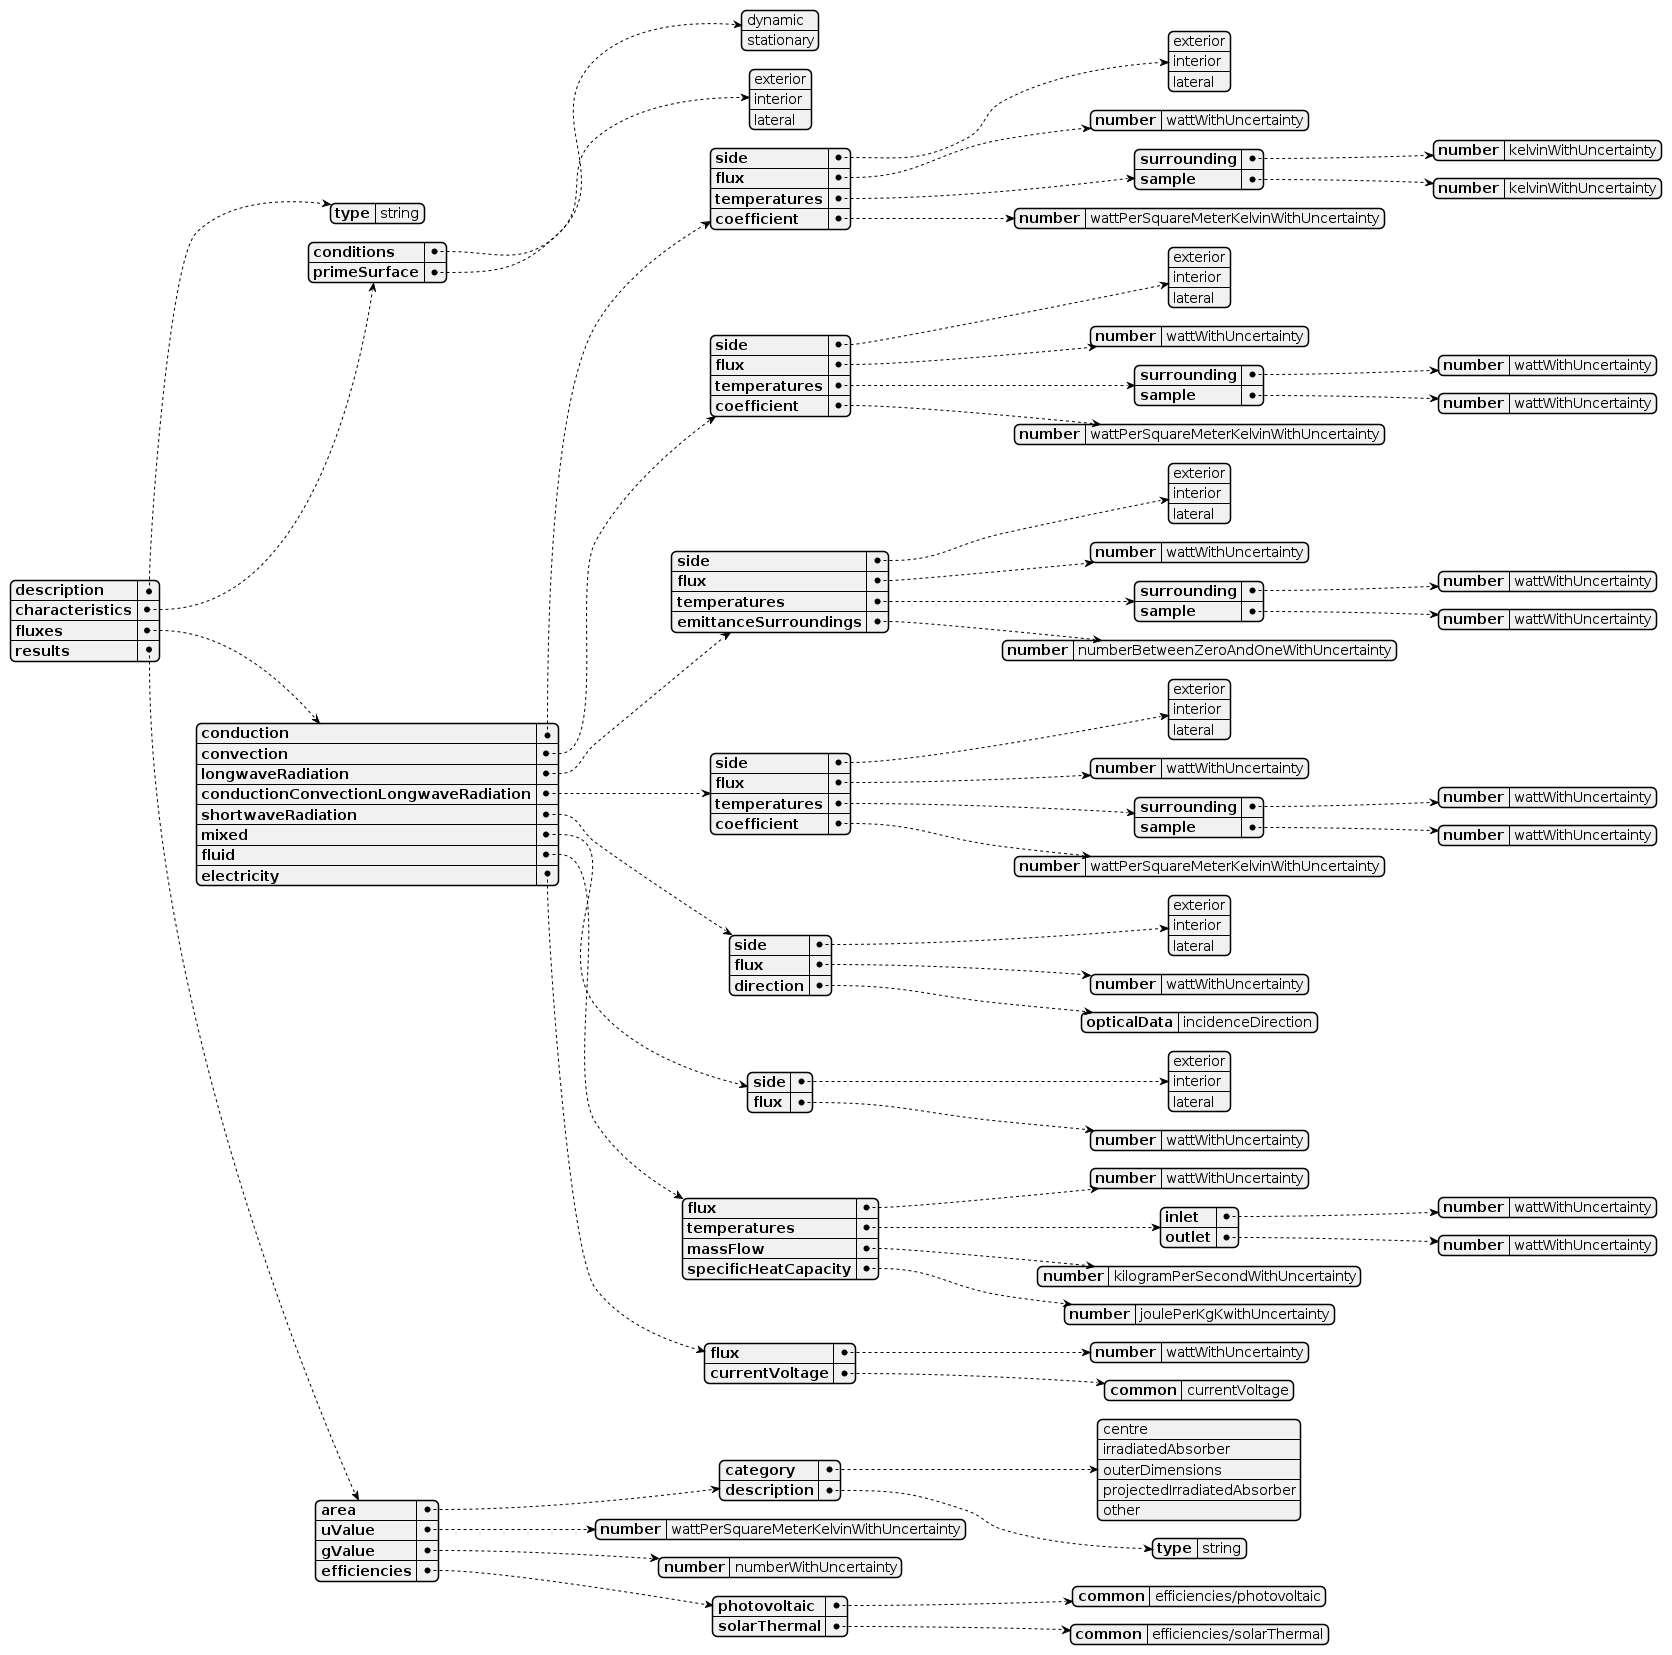 dynamic
stationary
exterior
interior
lateral
exterior
interior
lateral
number wattWithUncertainty
side
flux
temperatures
coefficient
surrounding
sample
number kelvinWithUncertainty
number kelvinWithUncertainty
number wattPerSquareMeterKelvinWithUncertainty
type string
conditions
primeSurface
exterior
interior
lateral
side
flux
temperatures
coefficient
number wattWithUncertainty
surrounding
sample
number wattWithUncertainty
number wattWithUncertainty
number wattPerSquareMeterKelvinWithUncertainty
exterior
interior
lateral
side
flux
temperatures
emittanceSurroundings
number wattWithUncertainty
surrounding
sample
number wattWithUncertainty
number wattWithUncertainty
number numberBetweenZeroAndOneWithUncertainty
description
characteristics
fluxes
results
conduction
convection
longwaveRadiation
conductionConvectionLongwaveRadiation
shortwaveRadiation
mixed
fluid
electricity
exterior
interior
lateral
side
flux
temperatures
coefficient
number wattWithUncertainty
surrounding
sample
number wattWithUncertainty
number wattWithUncertainty
number wattPerSquareMeterKelvinWithUncertainty
exterior
interior
lateral
side
flux
direction
number wattWithUncertainty
opticalData incidenceDirection
exterior
interior
lateral
side
flux
number wattWithUncertainty
number wattWithUncertainty
flux
temperatures
massFlow
specificHeatCapacity
inlet
outlet
number wattWithUncertainty
number wattWithUncertainty
number kilogramPerSecondWithUncertainty
number joulePerKgKwithUncertainty
flux
currentVoltage
number wattWithUncertainty
common currentVoltage
centre
irradiatedAbsorber
outerDimensions
projectedIrradiatedAbsorber
other
category
description
area
uValue
gValue
efficiencies
number wattPerSquareMeterKelvinWithUncertainty
type string
number numberWithUncertainty
photovoltaic
solarThermal
common efficiencies/photovoltaic
common efficiencies/solarThermal